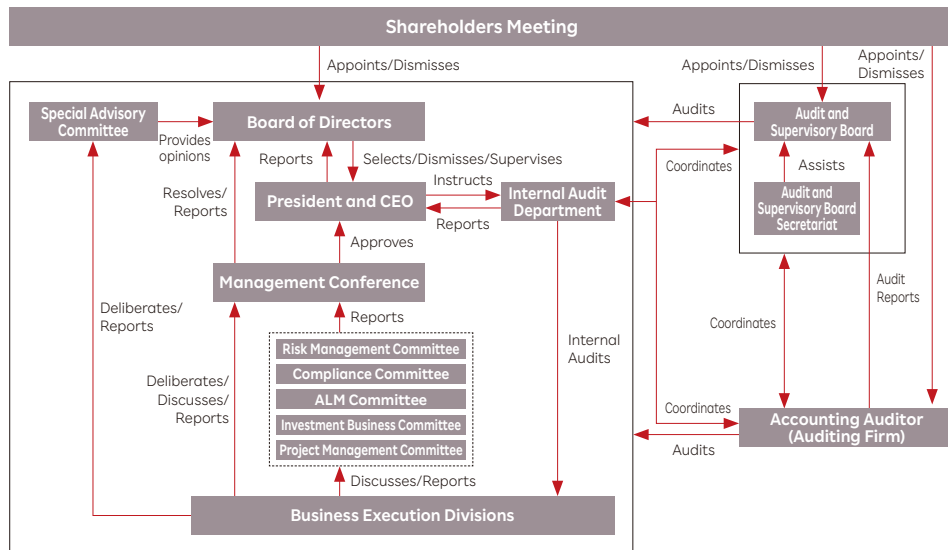 Shareholders Meeting
Appoints/Dismisses
Appoints/Dismisses
Appoints/
Dismisses
Special Advisory
Committee
Provides
opinions
Board of Directors
Audits
Audit and
Supervisory Board
Reports
Selects/Dismisses/Supervises
Coordinates
Assists
Resolves/
Reports
President and CEO
Instructs
Reports
Internal Audit
Department
Audit and
Supervisory Board
Secretariat
Approves
Management Conference
Audit
Reports
Deliberates/
Reports
Reports
Coordinates
Internal
Audits
Risk Management Committee
Compliance Committee
ALM Committee
Investment Business Committee
Project Management Committee
Deliberates/
Discusses/
Reports
Coordinates
Accounting Auditor
(Auditing Firm)
Audits
Discusses/Reports
Business Execution Divisions